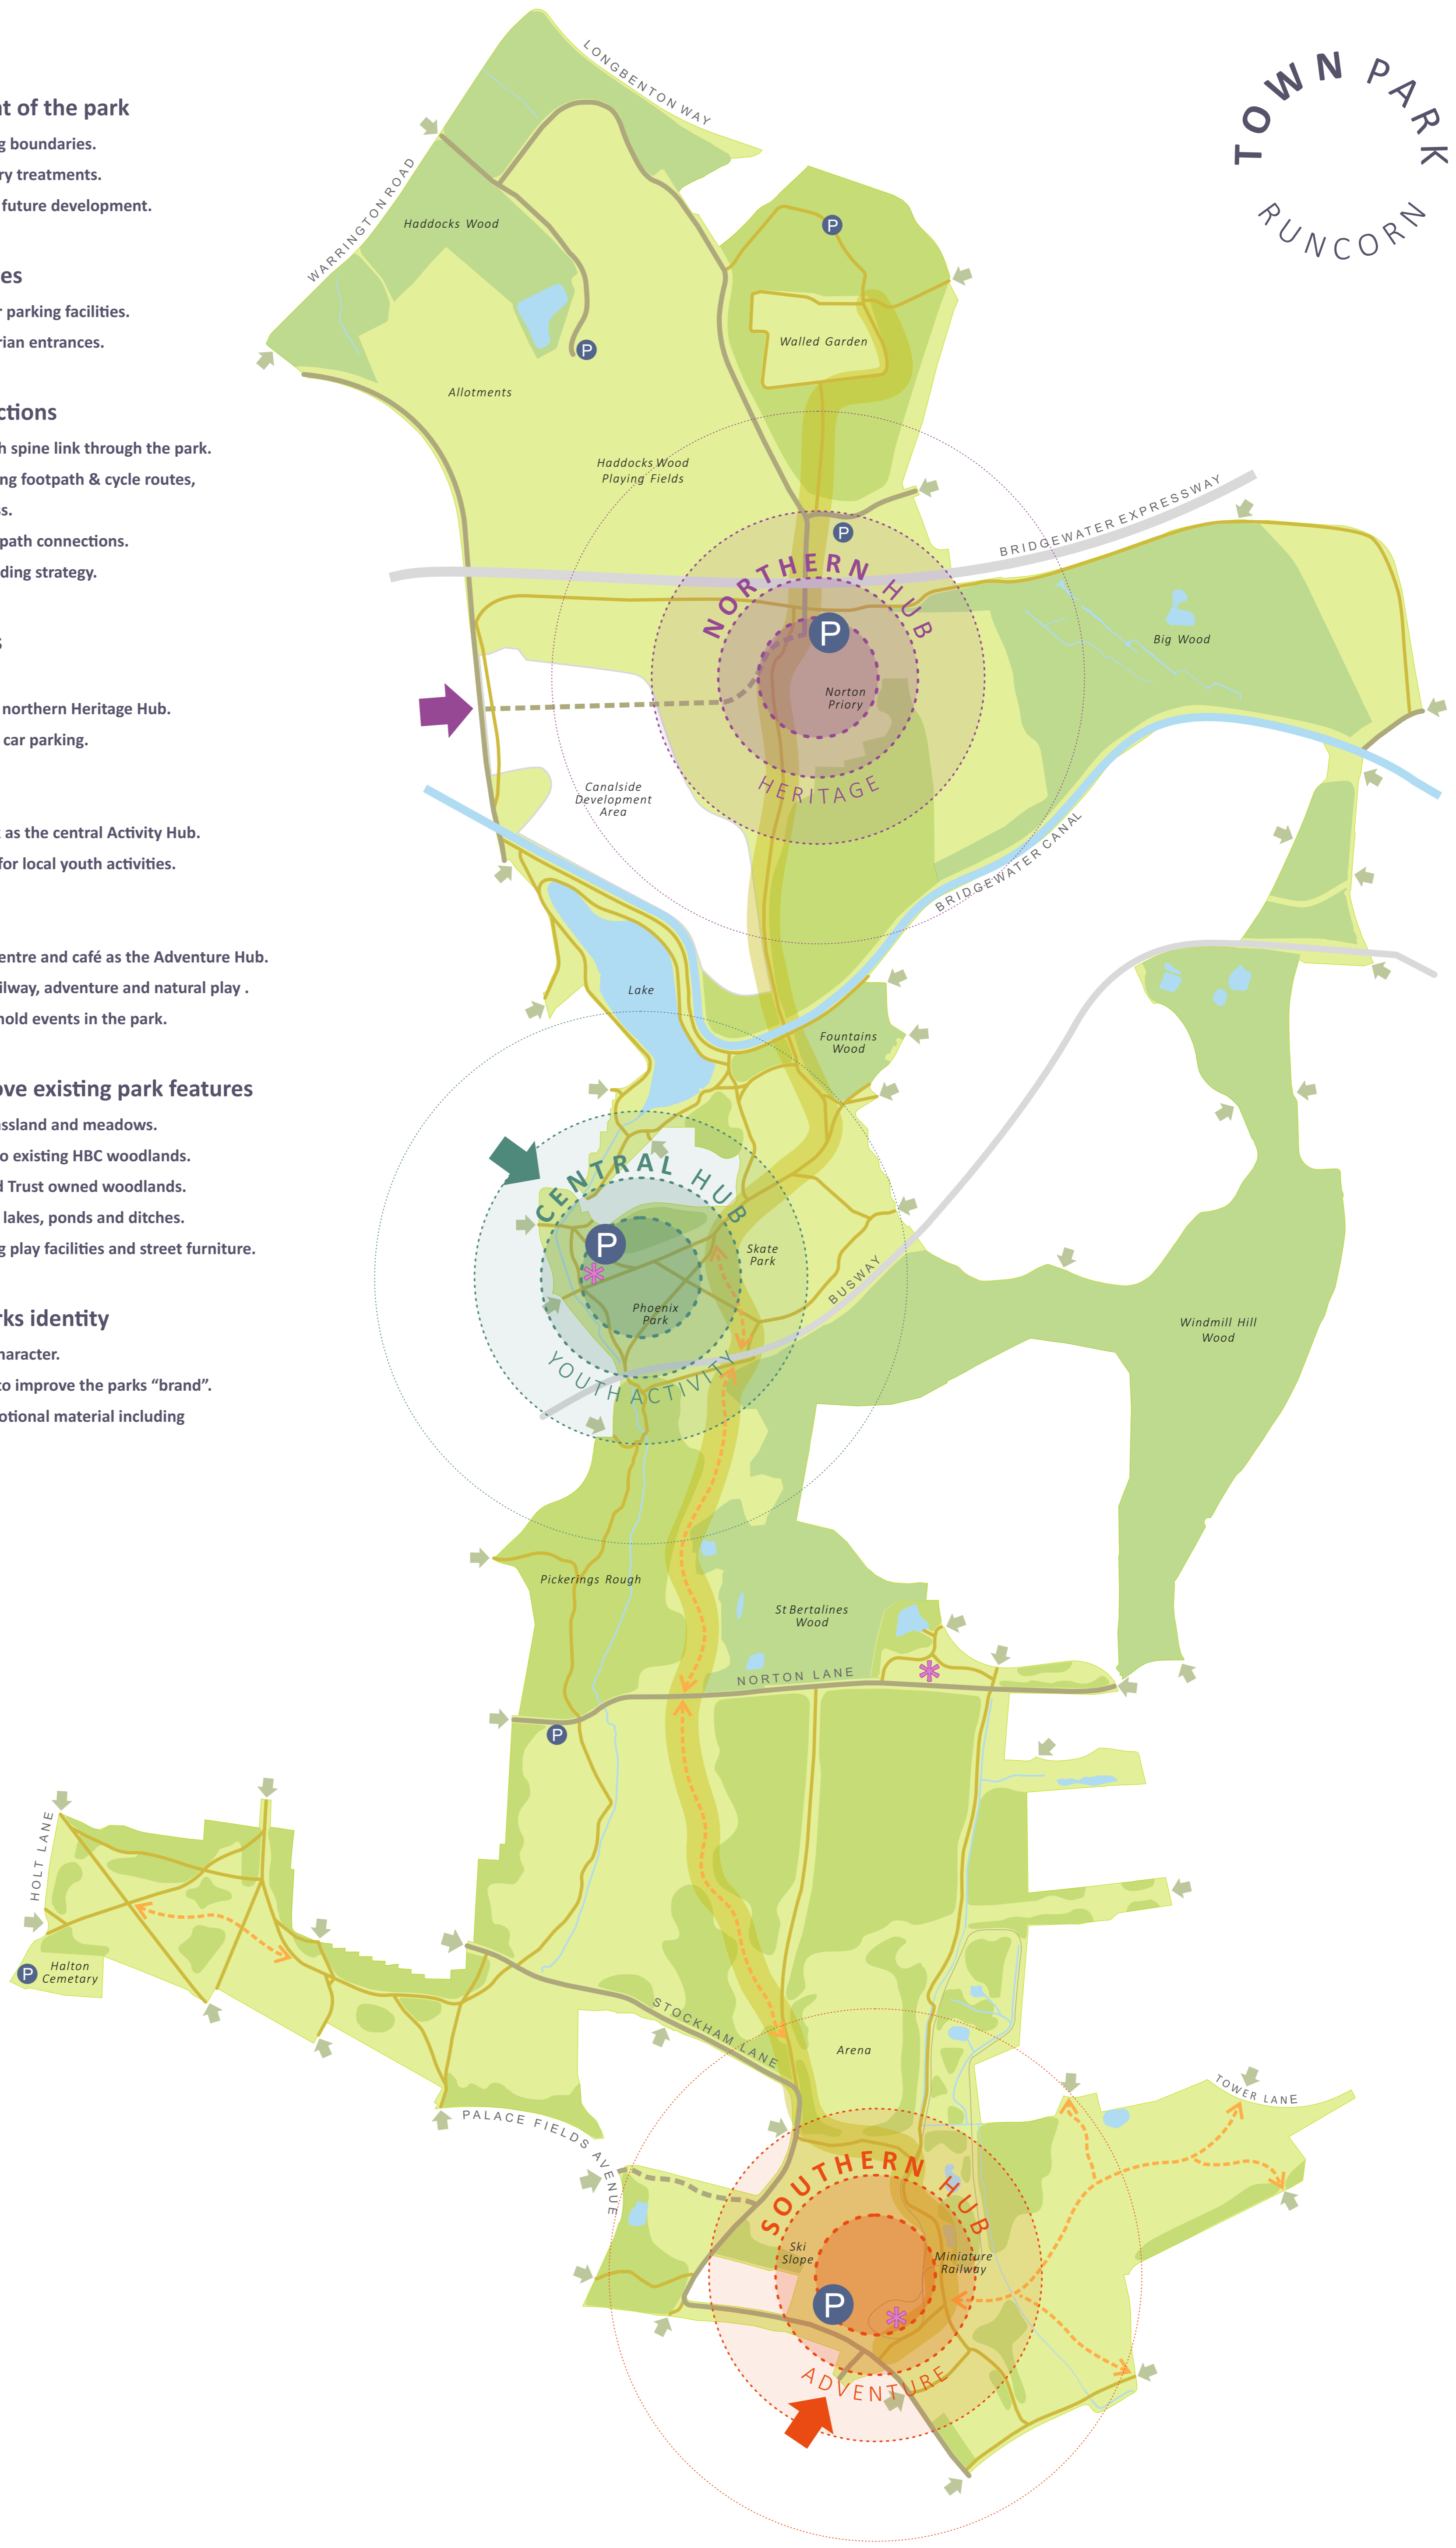 TOWN PARK
RUNCORN
t of the park
g boundaries.
ry treatments.
future development.
es
r parking facilities.
rian entrances.
ctions
h spine link through the park.
ng footpath & cycle routes,
ss.
path connections.
ding strategy.
s
northern Heritage Hub.
car parking.
as the central Activity Hub.
for local youth activities.
entre and café as the Adventure Hub.
ilway, adventure and natural play .
hold events in the park.
ove existing park features
ssland and meadows.
o existing HBC woodlands.
d Trust owned woodlands.
lakes, ponds and ditches.
g play facilities and street furniture.
rks identity
haracter.
to improve the parks “brand”.
otional material including
LONGBENTON WAY
WARRINGTON ROAD
Haddocks Wood
P
Walled Garden
P
Allotments
Haddocks Wood
Playing Fields
BRIDGEWATER EXPRESSWAY
P
NORTHERN HUB
P
Big Wood
Norton
Priory
HERITAGE
Canalside
Development
Area
BRIDGEWATER CANAL
Lake
Fountains
Wood
CENTRAL HUB
P
Skate
Park
BUSWAY
Phoenix
Park
YOUTH ACTIVITY
Windmill Hill
Wood
Pickerings Rough
St Bertalines
Wood
NORTON LANE
P
HOLT LANE
P
Halton
Cemetary
STOCKHAM LANE
Arena
TOWER LANE
PALACE FIELDS AVENUE
SOUTHERN HUB
Ski
Slope
Miniature
Railway
P
ADVENTURE